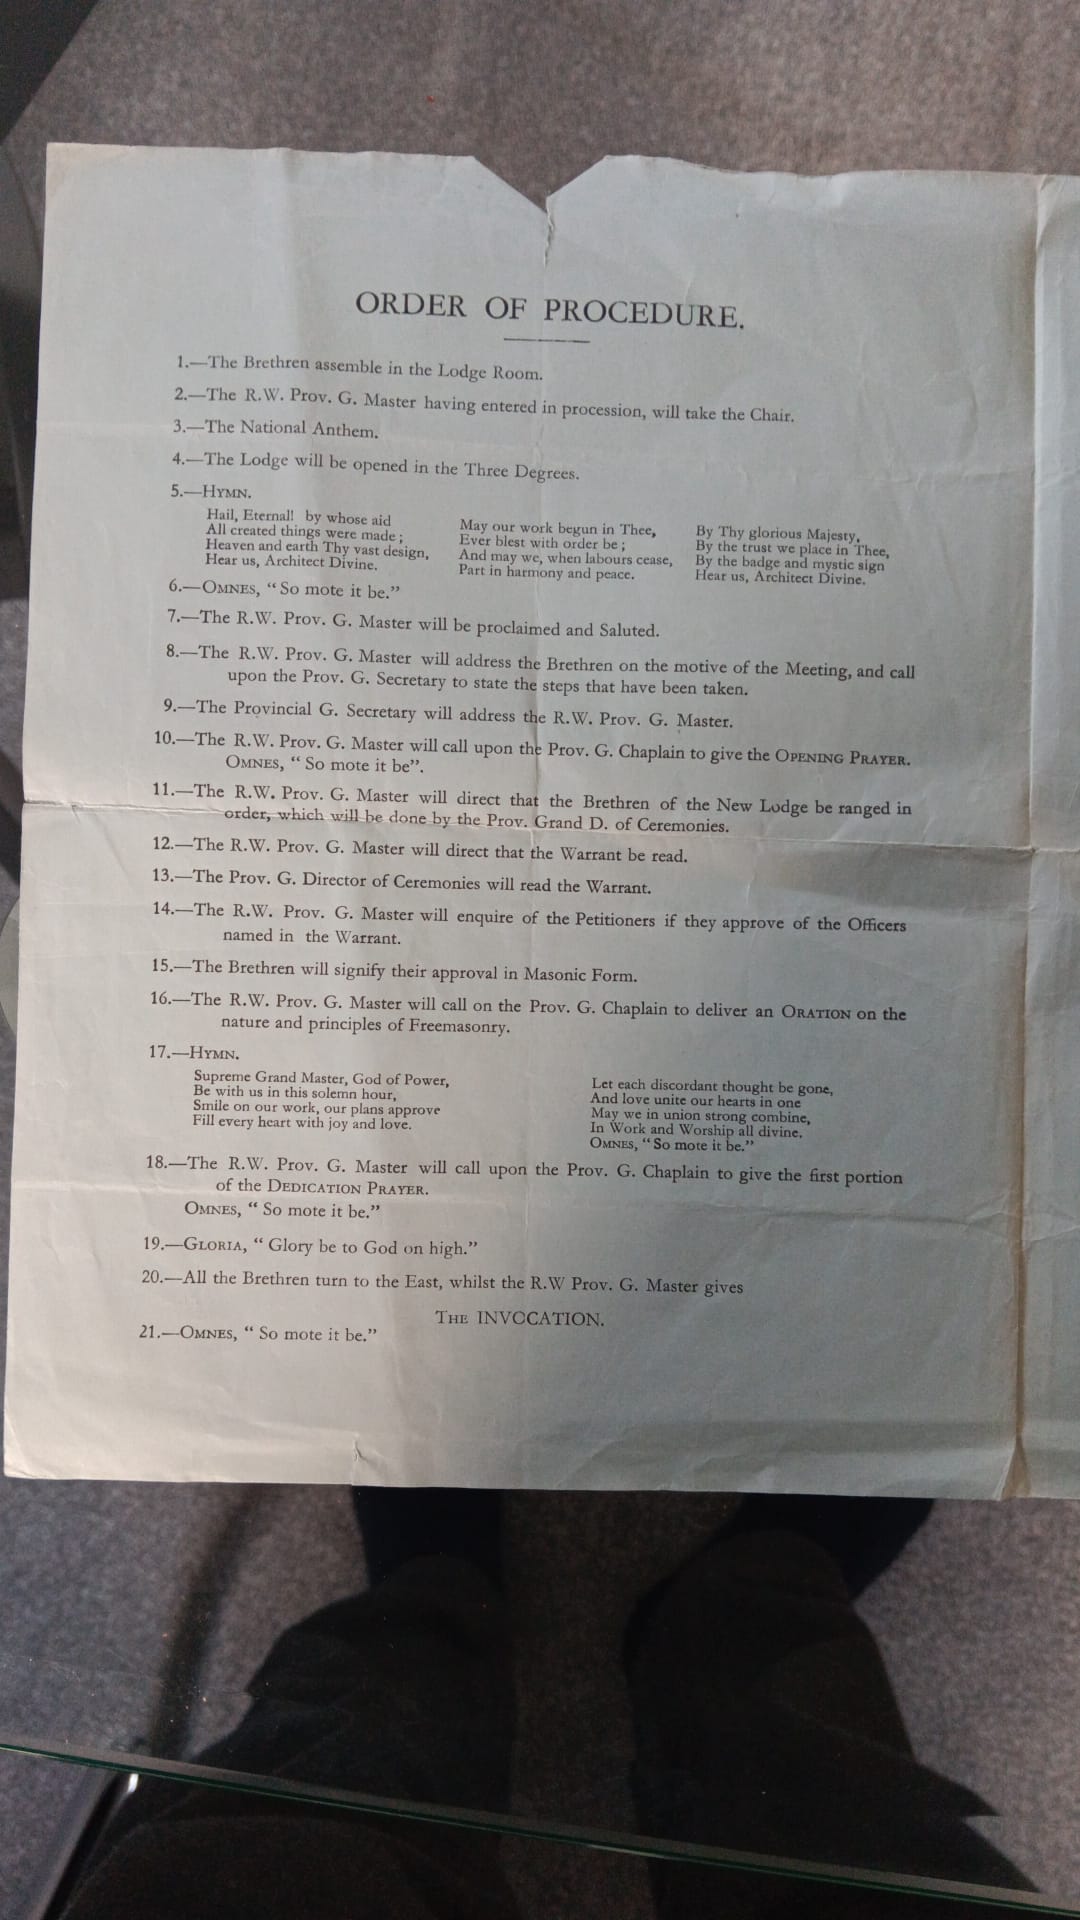 ORDER OF PROCEDURE.
1.—The Brethren assemble in the Lodge Room.
2.—The R.W. Prov. G. Master having entered in procession, will take the Chair.
3.—The National Anthem.
4.—The Lodge will be opened in the Three Degrees.
5.—HYMN.
Hail, Eternal! by whose aid
All created things were made;
Heaven and earth Thy vast design,
Hear us, Architect Divine.
May our work begun in Thee,
Ever blest with order be;
And may we, when labours cease,
Part in harmony and peace.
By Thy glorious Majesty,
By the trust we place in Thee,
By the badge and mystic sign
Hear us, Architect Divine.
6.—OMNES, "So mote it be."
7.—The R.W. Prov. G. Master will be proclaimed and Saluted.
8.—The R.W. Prov. G. Master will address the Brethren on the motive of the Meeting, and call
upon the Prov. G. Secretary to state the steps that have been taken.
9.—The Provincial G. Secretary will address the R.W. Prov. G. Master.
10.—The R.W. Prov. G. Master will call upon the Prov. G. Chaplain to give the OPENING PRAYER.
OMNES, "So mote it be".
11.—The R.W. Prov. G. Master will direct that the Brethren of the New Lodge be ranged in
order, which will be done by the Prov. Grand D. of Ceremonies.
12.—The R.W. Prov. G. Master will direct that the Warrant be read.
13.—The Prov. G. Director of Ceremonies will read the Warrant.
14.—The R.W. Prov. G. Master will enquire of the Petitioners if they approve of the Officers
named in the Warrant.
15.—The Brethren will signify their approval in Masonic Form.
16.—The R.W. Prov. G. Master will call on the Prov. G. Chaplain to deliver an ORATION on the
nature and principles of Freemasonry.
17.—HYMN.
Supreme Grand Master, God of Power,
Be with us in this solemn hour,
Smile on our work, our plans approve
Fill every heart with joy and love.
Let each discordant thought be gone,
And love unite our hearts in one
May we in union strong combine,
In Work and Worship all divine.
OMNES, "So mote it be."
18.—The R.W. Prov. G. Master will call upon the Prov. G. Chaplain to give the first portion
of the DEDICATION PRAYER.
OMNES, "So mote it be."
19.—GLORIA, "Glory be to God on high."
20.—All the Brethren turn to the East, whilst the R.W Prov. G. Master gives
THE INVOCATION.
21.—OMNES, "So mote it be."